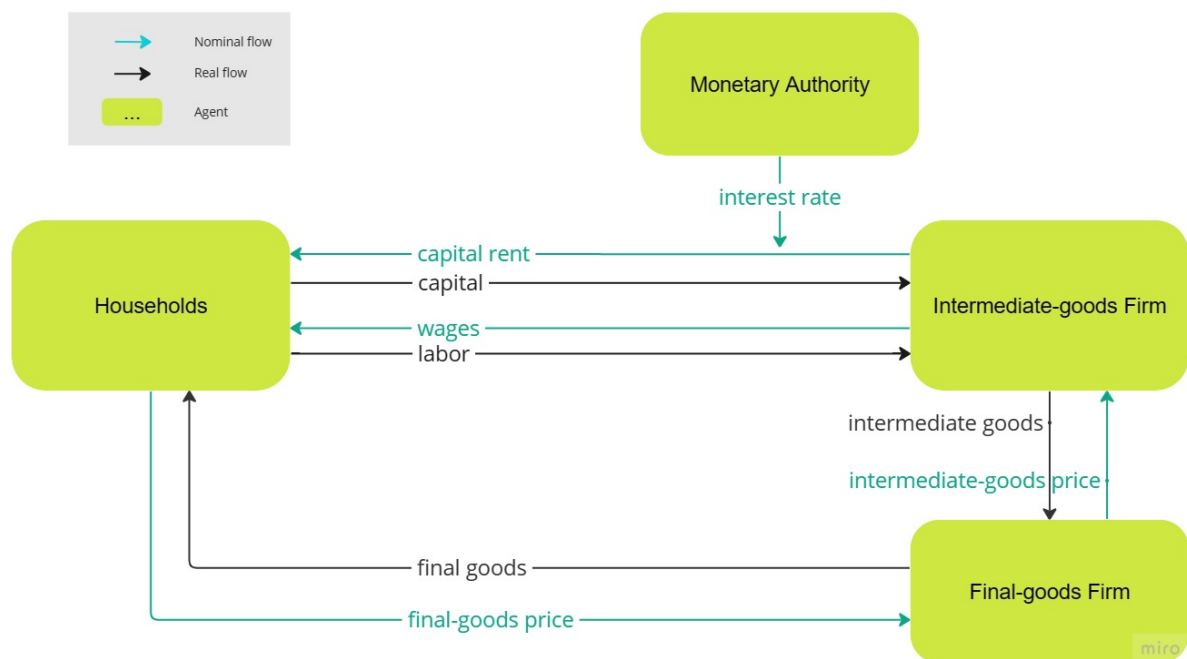 Nominal flow
Real flow
...
Agent
Monetary Authority
interest rate
Households
capital rent
capital
wages
labor
Intermediate-goods Firm
intermediate goods
intermediate-goods price
final goods
final-goods price
Final-goods Firm
miro